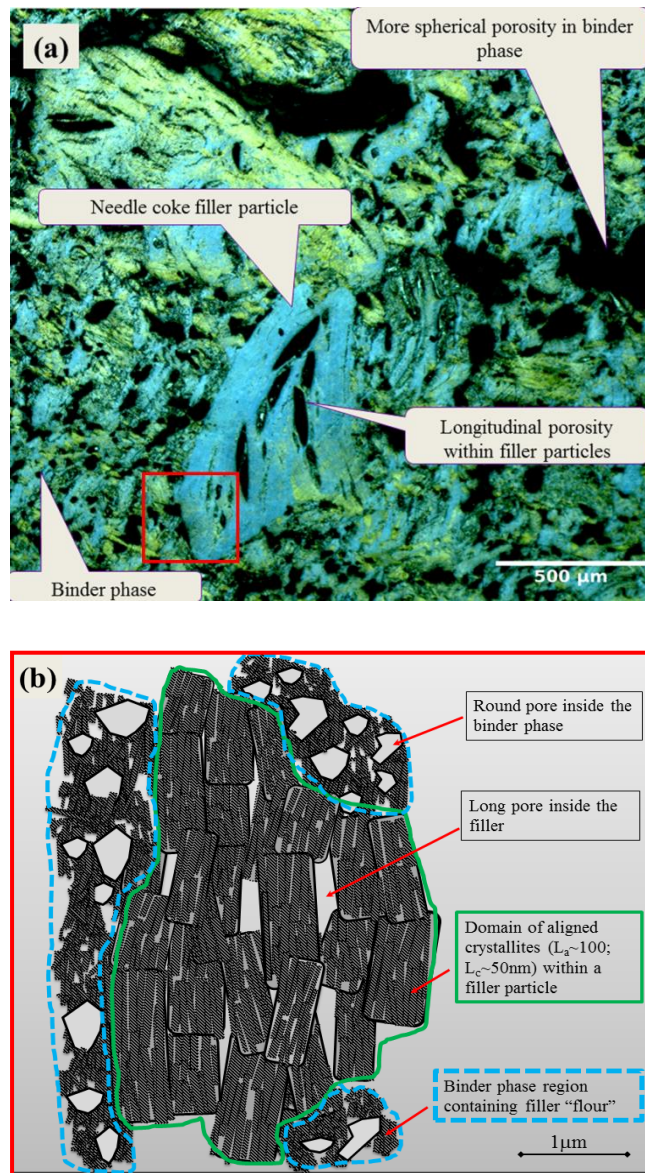 (a)
More spherical porosity in binder
phase
Needle coke filler particle
Longitudinal porosity
within filler particles
Binder phase
500 µm
(b)
Round pore inside the
binder phase
Long pore inside the
filler
Domain of aligned
crystallites (Lₐ~100;
L꜀~50nm) within a
filler particle
Binder phase region
containing filler “flour”
1µm